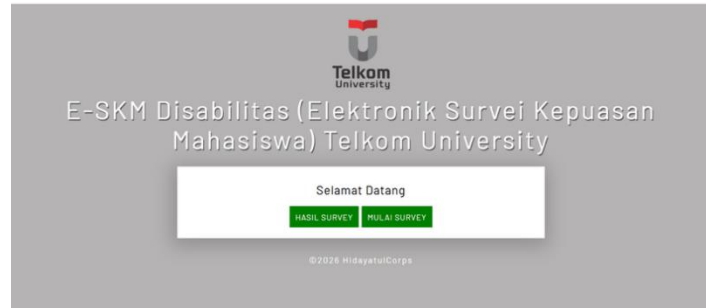 Telkom
University
E-SKM Disabilitas (Elektronik Survei Kepuasan
Mahasiswa) Telkom University
Selamat Datang
HASIL SURVEY MULAI SURVEY
©2026 HidayatulCorps